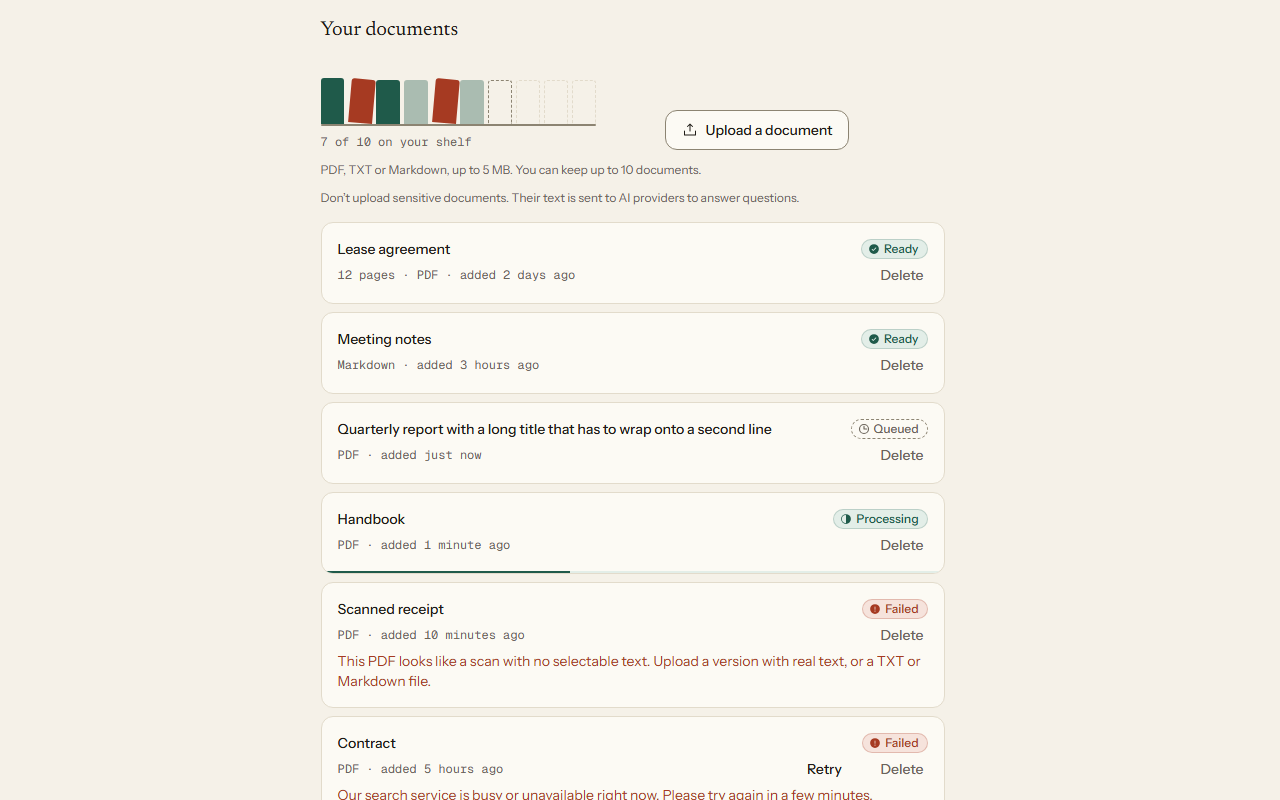 Your documents
7 of 10 on your shelf
Upload a document
PDF, TXT or Markdown, up to 5 MB. You can keep up to 10 documents.
Don't upload sensitive documents. Their text is sent to AI providers to answer questions.
Lease agreement
Ready
12 pages · PDF · added 2 days ago
Delete
Meeting notes
Ready
Markdown · added 3 hours ago
Delete
Quarterly report with a long title that has to wrap onto a second line
Queued
PDF · added just now
Delete
Handbook
Processing
PDF · added 1 minute ago
Delete
Scanned receipt
Failed
PDF · added 10 minutes ago
Delete
This PDF looks like a scan with no selectable text. Upload a version with real text, or a TXT or
Markdown file.
Contract
Failed
PDF · added 5 hours ago
Retry
Delete
Our search service is busy or unavailable right now. Please try again in a few minutes.